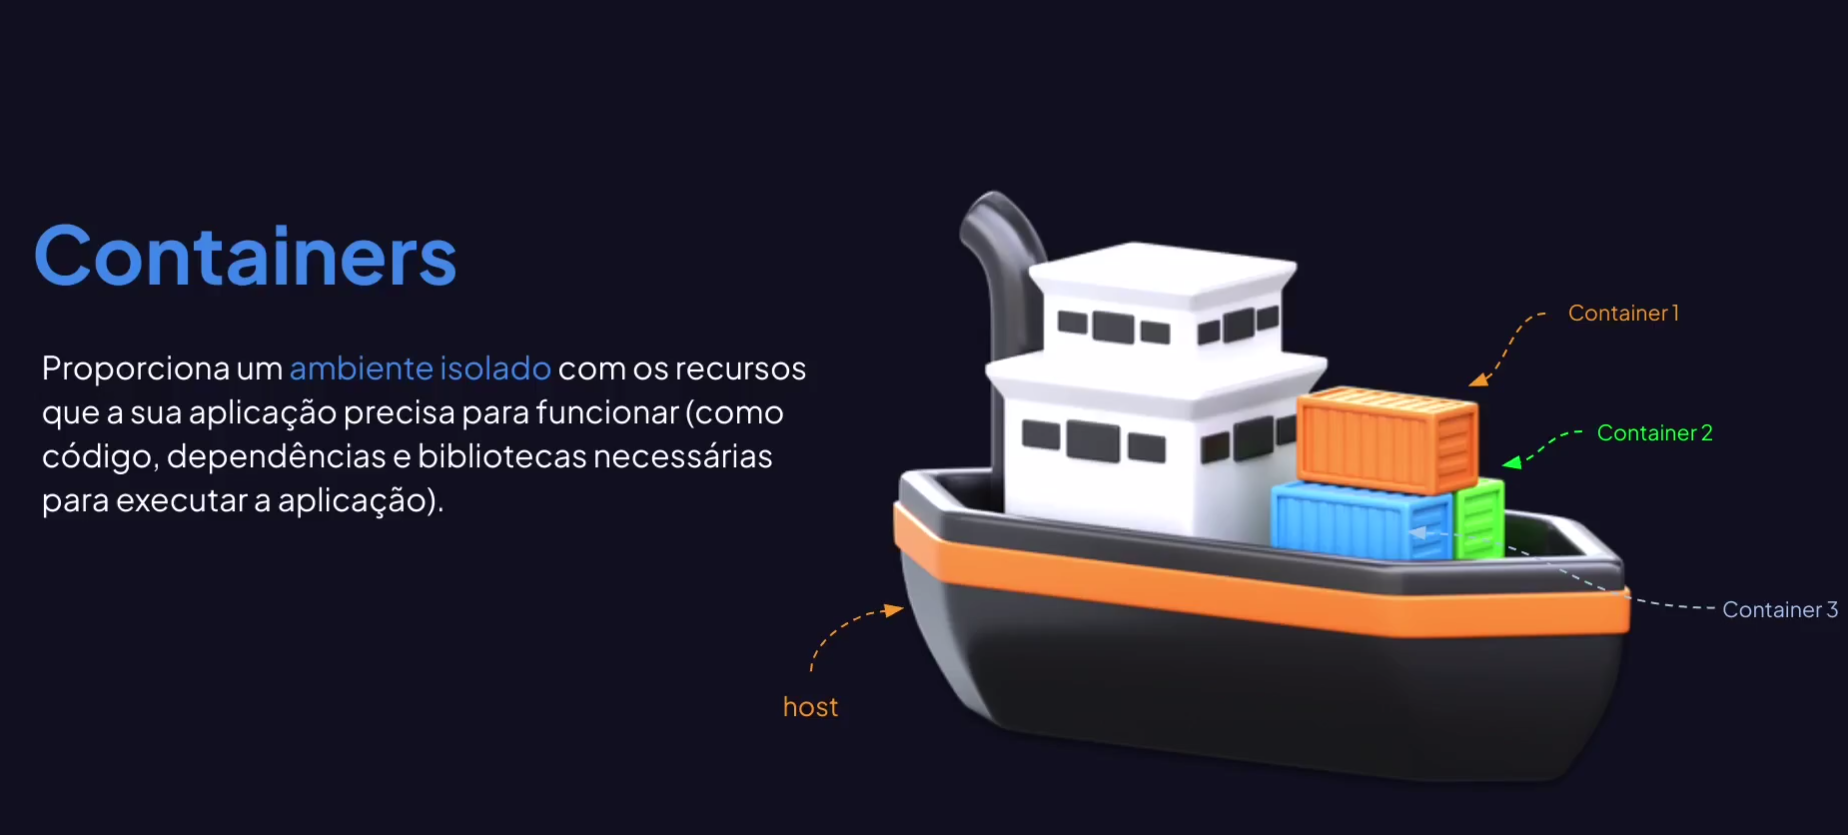 Containers
Proporciona um ambiente isolado com os recursos
que a sua aplicação precisa para funcionar (como
código, dependências e bibliotecas necessárias
para executar a aplicação).
Container 1
Container 2
Container 3
host